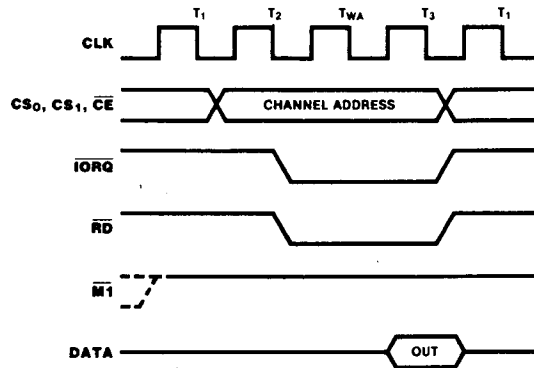 T1 T2 TWA T3 T1
CLK
CS0, CS1, CE CHANNEL ADDRESS
IORQ
RD
M1
DATA OUT